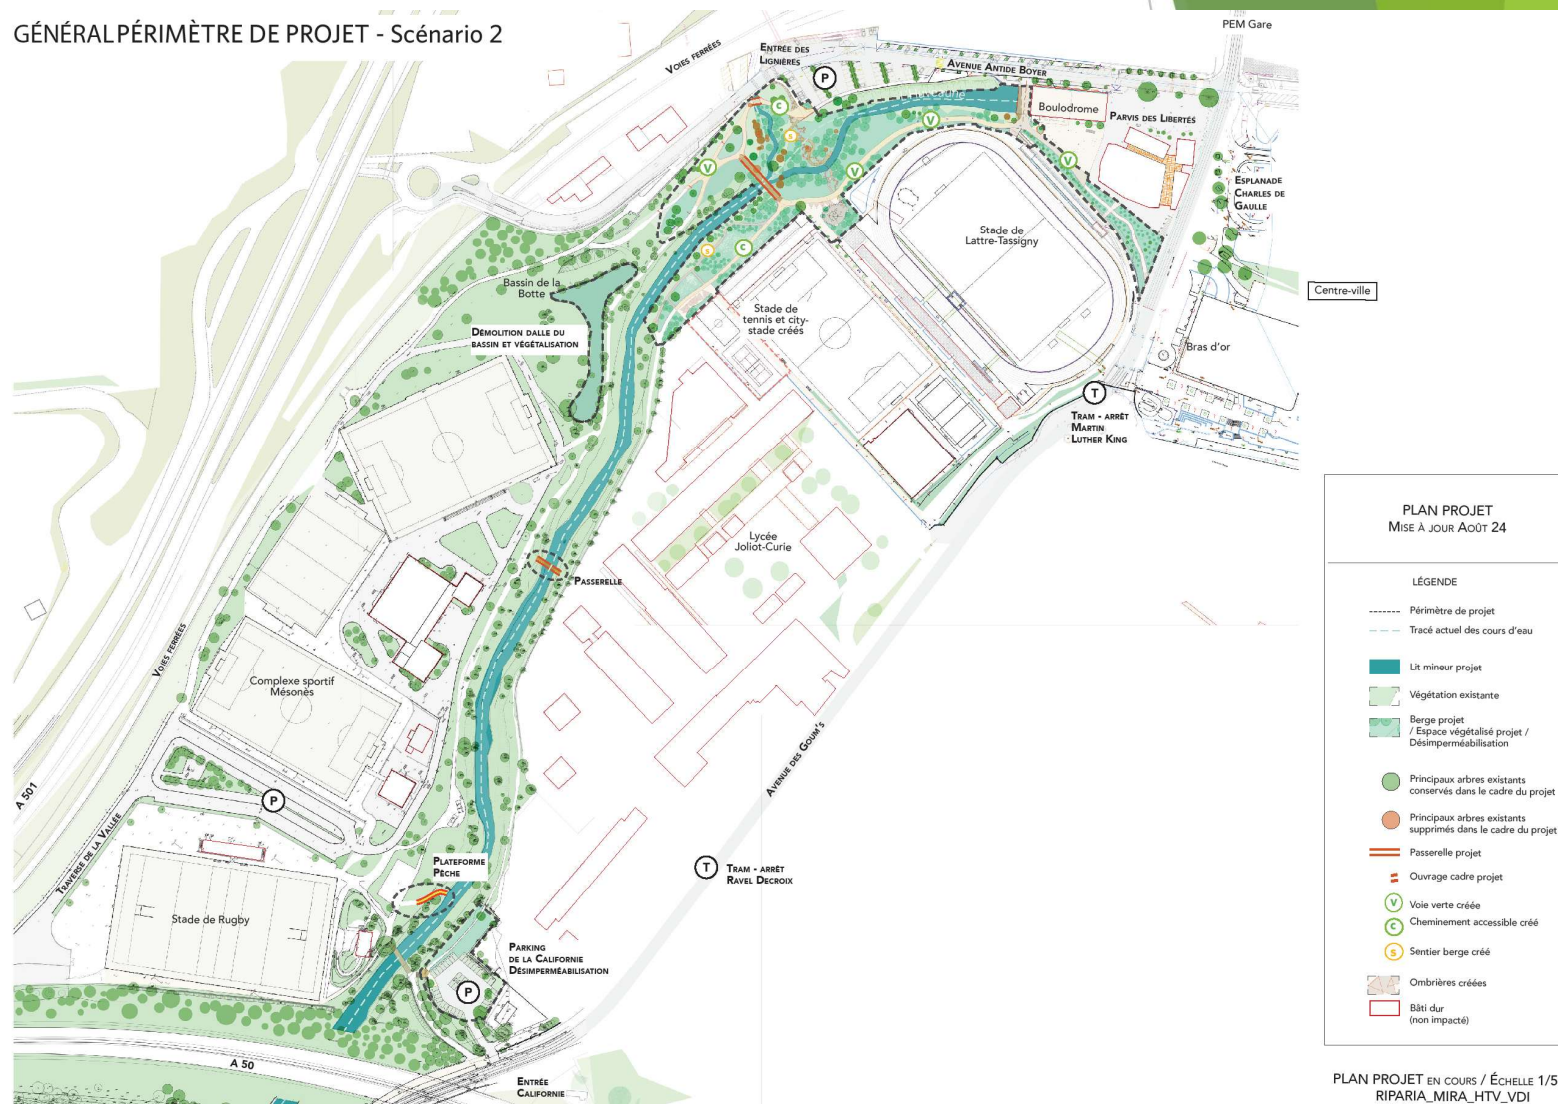 GÉNÉRAL PÉRIMÈTRE DE PROJET - Scénario 2
PEM Gare
VOIES FERRÉES
ENTRÉE DES
LIGNIÈRES
P
AVENUE ANTIDE BOYER
Boulodrome
PARVIS DES LIBERTÉS
C
S
V
V
V
V
ESPLANADE
CHARLES DE
GAULLE
Stade de
Lattre-Tassigny
C
S
Bassin de la
Botte
Centre-ville
Stade de
tennis et city-
stade créés
DÉMOLITION DALLE DU
BASSIN ET VÉGÉTALISATION
Bras d'or
T
TRAM - ARRÊT
MARTIN
LUTHER KING
Lycée
Joliot-Curie
PASSERELLE
VOIES FERRÉES
Complexe sportif
Mésonès
AVENUE DES GOUM'S
A 501
P
TRAVERSE DE LA VALLÉE
PLATEFORME
PÊCHE
T
TRAM - ARRÊT
RAVEL DECROIX
Stade de Rugby
PARKING
DE LA CALIFORNIE
DÉSIMPERMÉABILISATION
P
A 50
ENTRÉE
CALIFORNIE
PLAN PROJET
MISE À JOUR AOÛT 24
LÉGENDE
Périmètre de projet
Tracé actuel des cours d'eau
Lit mineur projet
Végétation existante
Berge projet
/ Espace végétalisé projet /
Désimperméabilisation
Principaux arbres existants
conservés dans le cadre du projet
Principaux arbres existants
supprimés dans le cadre du projet
Passerelle projet
Ouvrage cadre projet
V Voie verte créée
C Cheminement accessible créé
S Sentier berge créé
Ombrières créées
Bâti dur
(non impacté)
PLAN PROJET EN COURS / ÉCHELLE 1/5
RIPARIA_MIRA_HTV_VDI